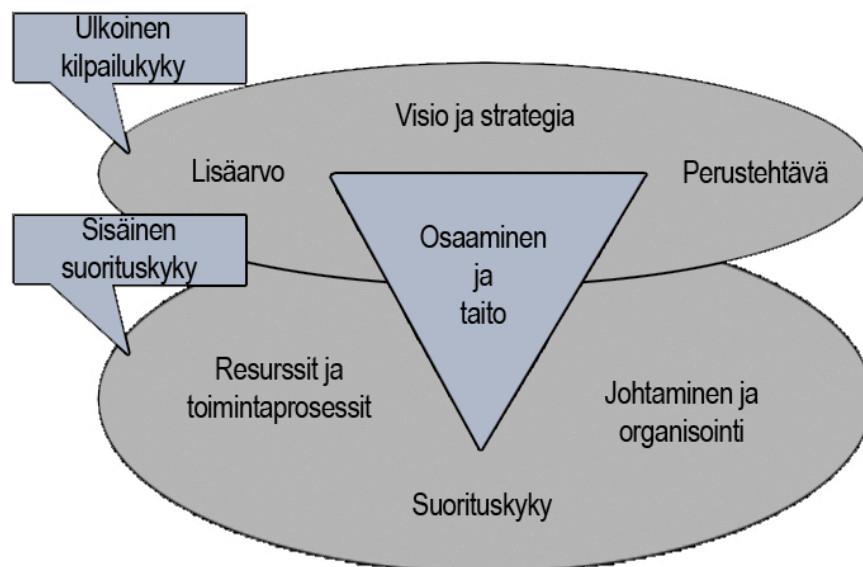 Ulkoinen
kilpailukyky
Visio ja strategia
Lisäarvo
Perustehtävä
Sisäinen
suorituskyky
Osaaminen
ja
taito
Resurssit ja
toimintaprosessit
Johtaminen ja
organisointi
Suorituskyky